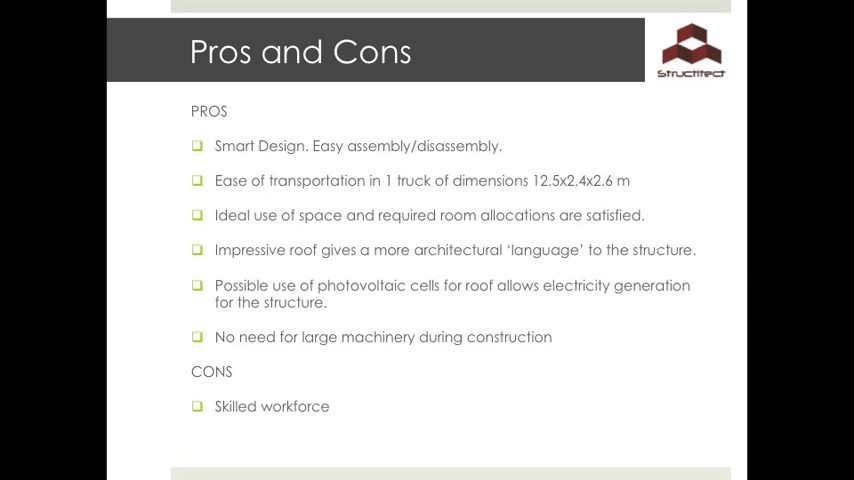 Pros and Cons
Structitect
PROS
Smart Design. Easy assembly/disassembly.
Ease of transportation in 1 truck of dimensions 12.5x2.4x2.6 m
Ideal use of space and required room allocations are satisfied.
Impressive roof gives a more architectural ‘language’ to the structure.
Possible use of photovoltaic cells for roof allows electricity generation
for the structure.
No need for large machinery during construction
CONS
Skilled workforce